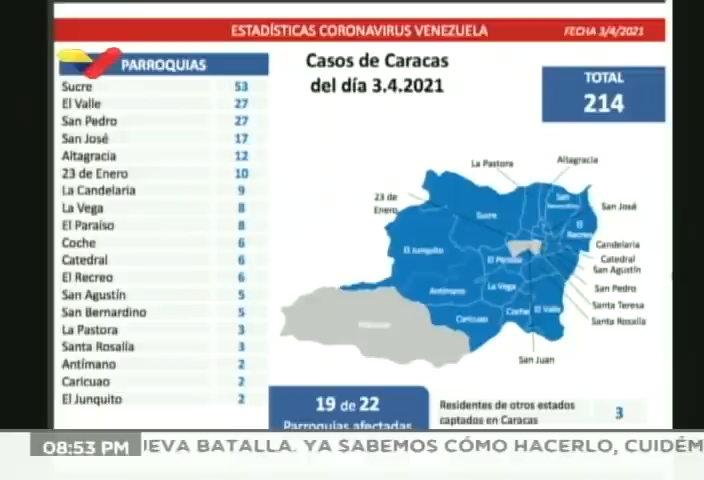 ESTADÍSTICAS CORONAVIRUS VENEZUELA
FECHA 3/4/2021
PARROQUIAS
Sucre 53
El Valle 27
San Pedro 27
San José 17
Altagracia 12
23 de Enero 10
La Candelaria 9
La Vega 8
El Paraíso 8
Coche 6
Catedral 6
El Recreo 6
San Agustín 5
San Bernardino 5
La Pastora 3
Santa Rosalía 3
Antímano 2
Caricuao 2
El Junquito 2
Casos de Caracas
del día 3.4.2021
TOTAL
214
La Pastora
Altagracia
23 de
Enero
Sucre
San
San José
El
Recreo
Candelaria
El Junquito
El Paraíso
Catedral
San Agustín
La Vega
San Pedro
Antímano
Santa Teresa
Coche
El Valle
Caricuao
Santa Rosalía
San Juan
19 de 22
Parroquias afectadas
Residentes de otros estados
captados en Caracas
3
08:53 PM
UEVA BATALLA. YA SABEMOS CÓMO HACERLO, CUIDÉM